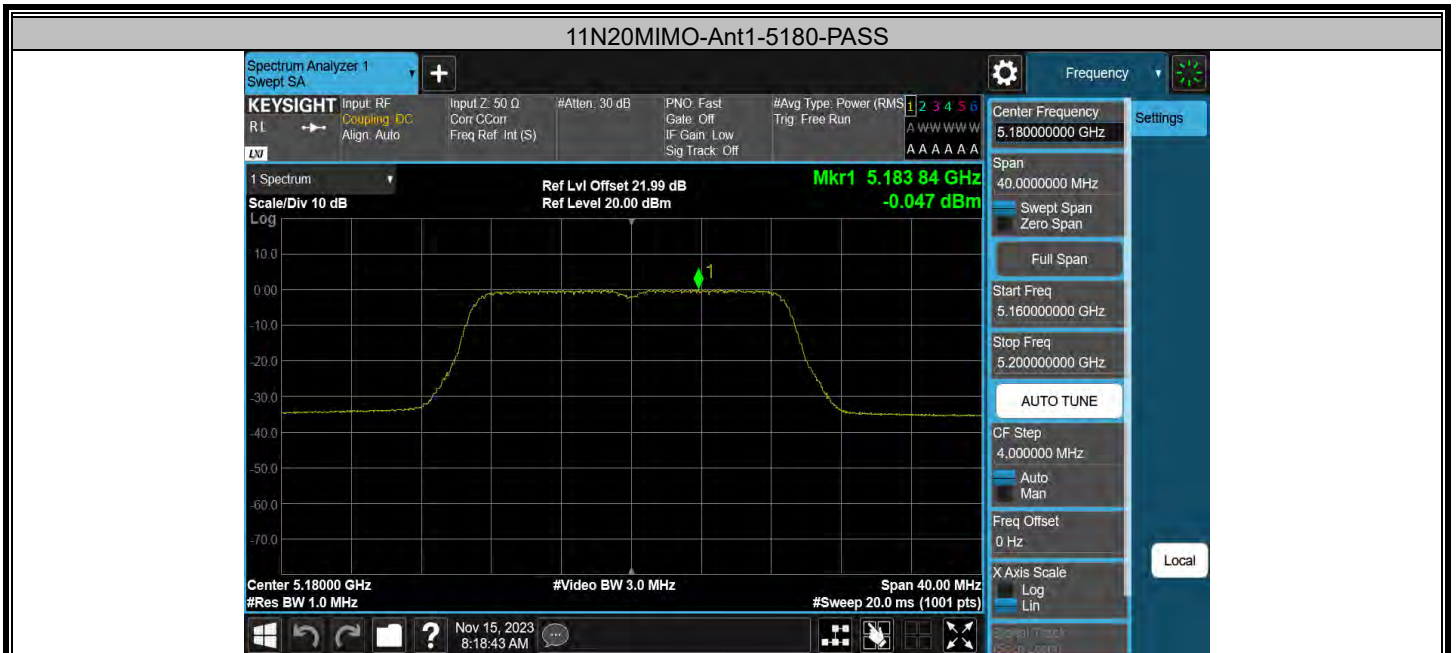 11N20MIMO-Ant1-5180-PASS
Spectrum Analyzer 1
Swept SA
+
Frequency
KEYSIGHT
RL
LXI
Input: RF
Coupling: DC
Align: Auto
Input Z: 50 Ω
Corr CCorr
Freq Ref: Int (S)
#Atten: 30 dB
PNO: Fast
Gate: Off
IF Gain: Low
Sig Track: Off
#Avg Type: Power (RMS
Trig: Free Run
1 2 3 4 5 6
A W W W W W
A A A A A A
1 Spectrum
Scale/Div 10 dB
Ref Lvl Offset 21.99 dB
Ref Level 20.00 dBm
Mkr1 5.183 84 GHz
-0.047 dBm
Log
10.0
0.00
-10.0
-20.0
-30.0
-40.0
-50.0
-60.0
-70.0
1
Center 5.18000 GHz
#Res BW 1.0 MHz
#Video BW 3.0 MHz
Span 40.00 MHz
#Sweep 20.0 ms (1001 pts)
Center Frequency
5.180000000 GHz
Settings
Span
40.0000000 MHz
Swept Span
Zero Span
Full Span
Start Freq
5.160000000 GHz
Stop Freq
5.200000000 GHz
AUTO TUNE
CF Step
4.000000 MHz
Auto
Man
Freq Offset
0 Hz
X Axis Scale
Log
Lin
Local
Signal Track
?
Nov 15, 2023
8:18:43 AM